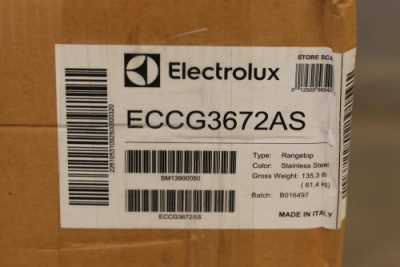 STORE SCA
Electrolux
ECCG3672AS
SM13900050
ECCG3672AS
Type: Rangetop
Color: Stainless Steel
Gross Weight: 135,3 lb
( 61,4 kg)
Batch: B016497
MADE IN ITALY